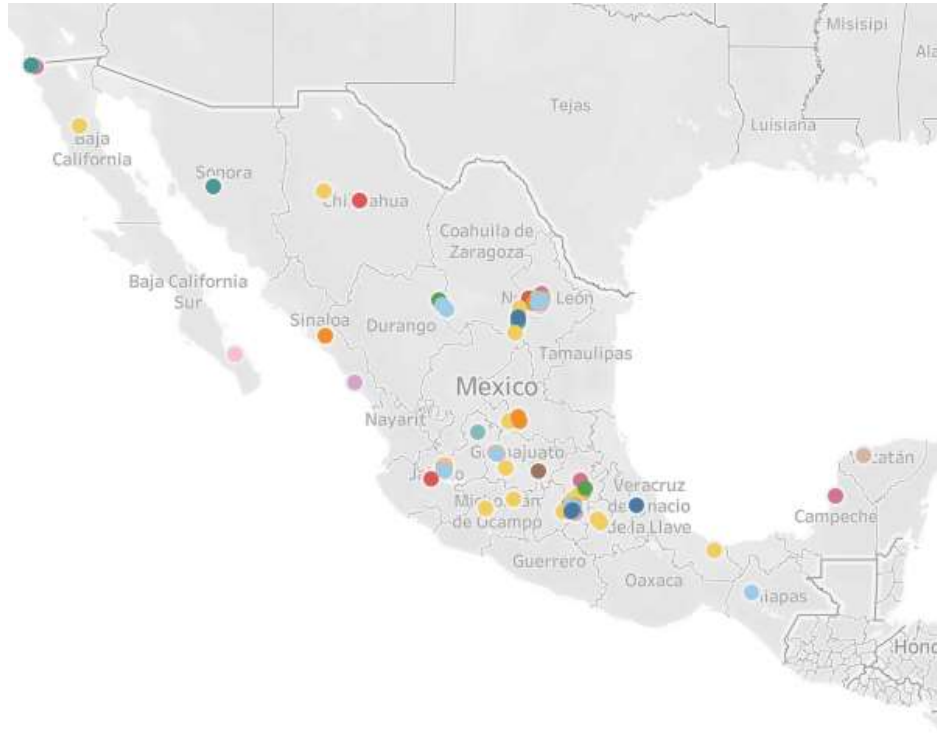 Misisipi
Tejas
Luisiana
Baja
California
Sonora
Coahuila de
Zaragoza
Baja California
Sur
León
Sinaloa
Durango
Tamaulipas
Mexico
Nayarit
Veracruz
de la Llave
de Ocampo
Campeche
Guerrero
Oaxaca